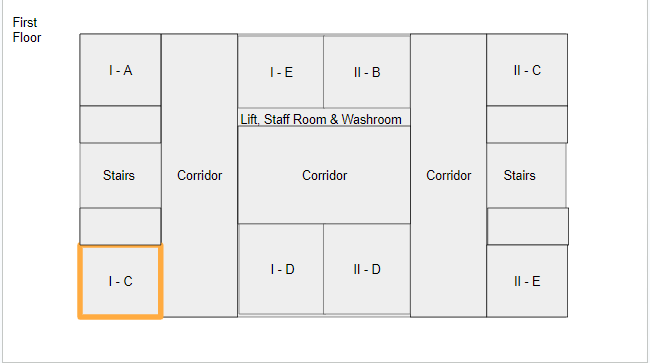 First
Floor
I - A
I - E
II - B
II - C
Lift, Staff Room & Washroom
Stairs
Corridor
Corridor
Corridor
Stairs
I - C
I - D
II - D
II - E